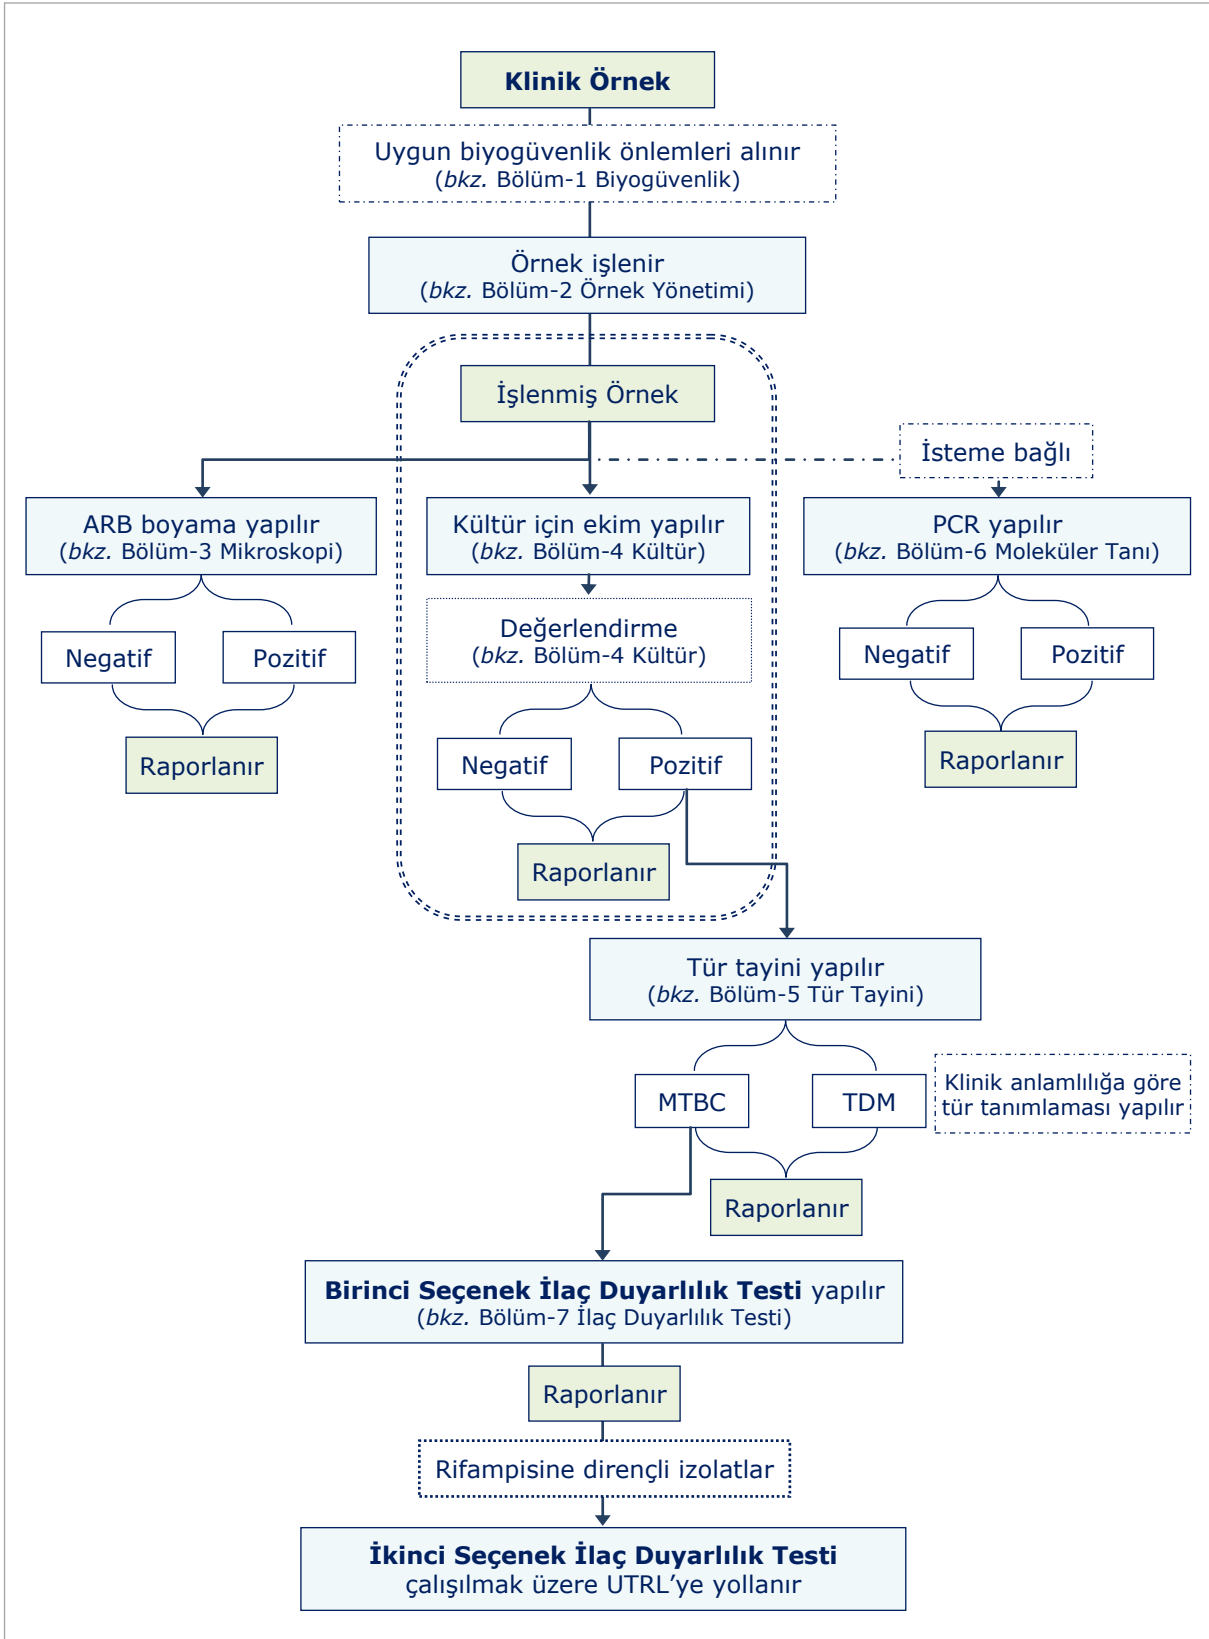 Klinik Örnek
Uygun biyogüvenlik önlemleri alınır
(bkz. Bölüm-1 Biyogüvenlik)
Örnek işlenir
(bkz. Bölüm-2 Örnek Yönetimi)
İşlenmiş Örnek
İsteme bağlı
ARB boyama yapılır
(bkz. Bölüm-3 Mikroskopi)
Kültür için ekim yapılır
(bkz. Bölüm-4 Kültür)
PCR yapılır
(bkz. Bölüm-6 Moleküler Tanı)
Negatif
Pozitif
Raporlanır
Değerlendirme
(bkz. Bölüm-4 Kültür)
Negatif
Pozitif
Raporlanır
Negatif
Pozitif
Raporlanır
Tür tayini yapılır
(bkz. Bölüm-5 Tür Tayini)
MTBC
TDM
Klinik anlamlılığa göre
tür tanımlaması yapılır
Raporlanır
Birinci Seçenek İlaç Duyarlılık Testi yapılır
(bkz. Bölüm-7 İlaç Duyarlılık Testi)
Raporlanır
Rifampisine dirençli izolatlar
İkinci Seçenek İlaç Duyarlılık Testi
çalışılmak üzere UTRL’ye yollanır